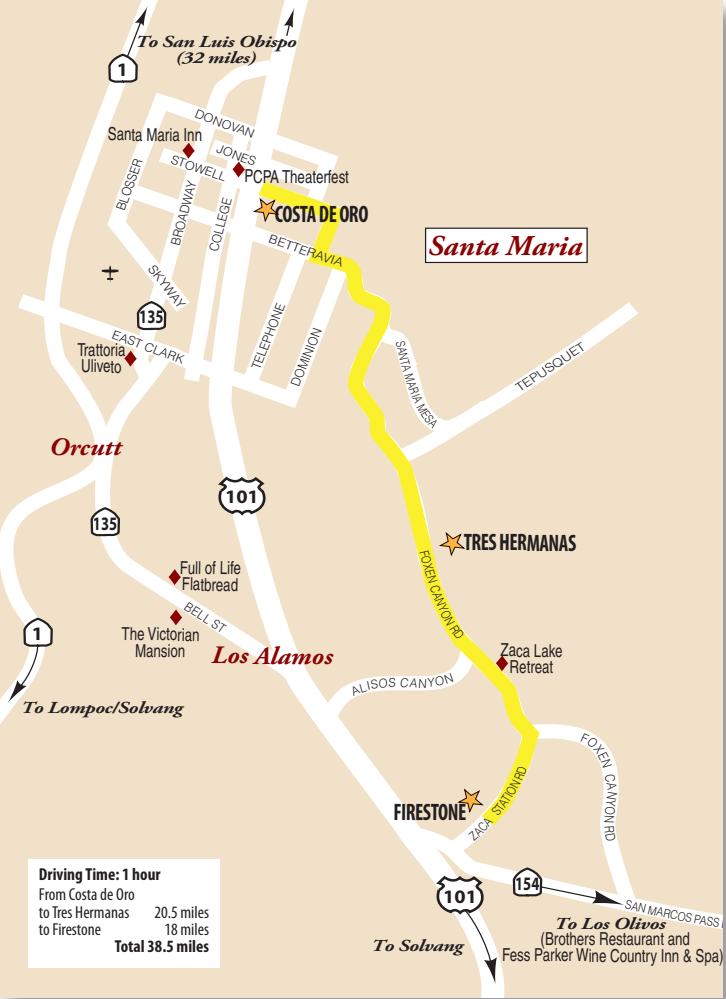 To San Luis Obispo
(32 miles)
1
DONOVAN
Santa Maria Inn
JONES
STOWELL
PCPA Theaterfest
BLOSSER
BROADWAY
COLLEGE
COSTA DE ORO
BETTERAVIA
Santa Maria
SKYWAY
135
EAST CLARK
Trattoria
Uliveto
TELEPHONE
DOMINION
SANTA MARIA MESA
TEPUSQUET
Orcutt
101
135
TRES HERMANAS
FOXEN CANYON RD
Full of Life
Flatbread
BELL ST
The Victorian
Mansion
1
Los Alamos
Zaca Lake
Retreat
ALISOS CANYON
To Lompoc/Solvang
FOXEN CANYON RD
FIRESTONE
ZACA STATION RD
Driving Time: 1 hour
From Costa de Oro
to Tres Hermanas 20.5 miles
to Firestone 18 miles
Total 38.5 miles
101
154
SAN MARCOS PASS
To Solvang
To Los Olivos
(Brothers Restaurant and
Fess Parker Wine Country Inn & Spa)